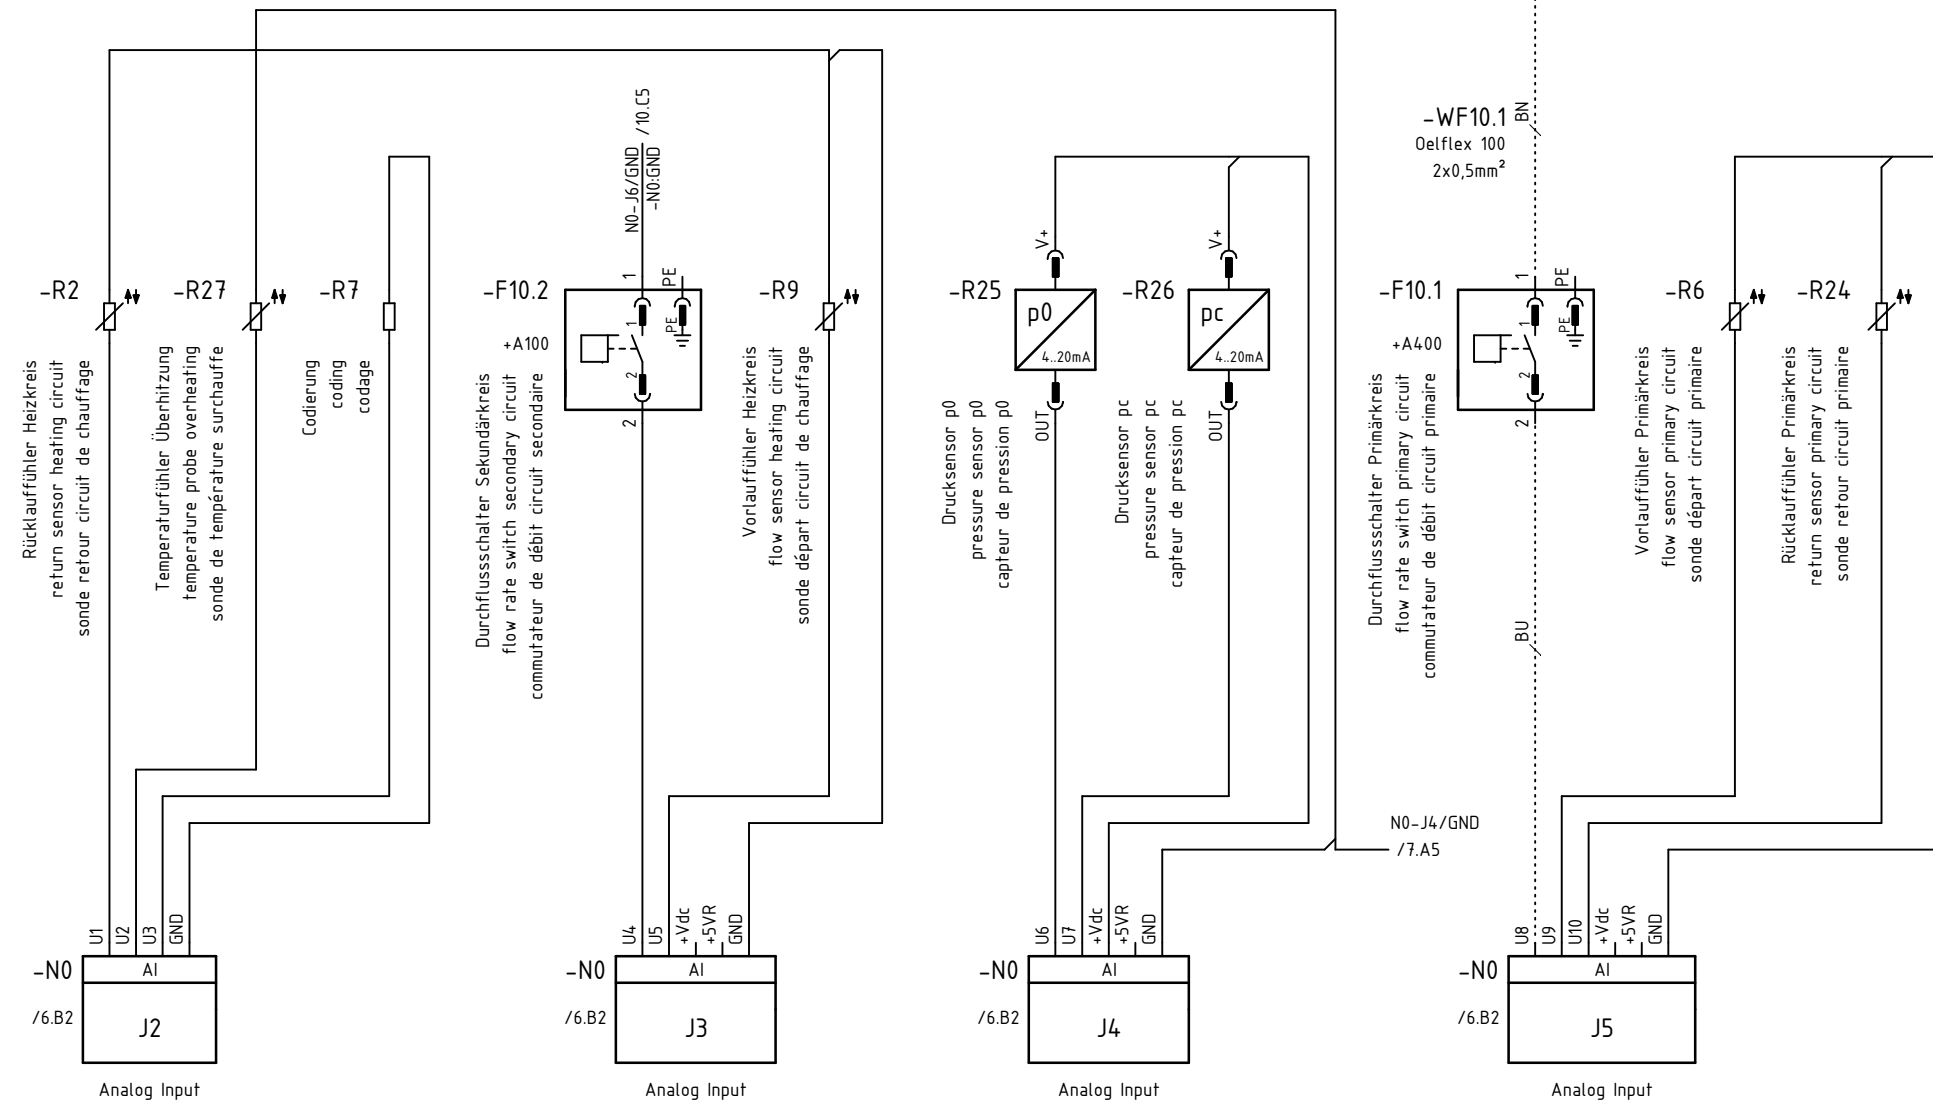 -R2
Rücklauffühler Heizkreis
return sensor heating circuit
sonde retour circuit de chauffage
-R27
Temperaturfühler Überhitzung
temperature probe overheating
sonde de température surchauffe
-R7
Codierung
coding
codage
N0-J6/GND /10.C5
-N0:GND
-F10.2
+A100
1
PE
1
PE
2
2
Durchflussschalter Sekundärkreis
flow rate switch secondary circuit
commutateur de débit circuit secondaire
-R9
Vorlauffühler Heizkreis
flow sensor heating circuit
sonde départ circuit de chauffage
V+
-R25
p0
4..20mA
OUT
Drucksensor p0
pressure sensor p0
capteur de pression p0
V+
-R26
pc
4..20mA
OUT
Drucksensor pc
pressure sensor pc
capteur de pression pc
-WF10.1
Oelflex 100
2x0,5mm²
BN
-F10.1
+A400
1
PE
1
PE
2
2
Durchflussschalter Primärkreis
flow rate switch primary circuit
commutateur de débit circuit primaire
BU
-R6
Vorlauffühler Primärkreis
flow sensor primary circuit
sonde départ circuit primaire
-R24
Rücklauffühler Primärkreis
return sensor primary circuit
sonde retour circuit primaire
N0-J4/GND
/7.A5
U1
U2
U3
GND
-N0
AI
/6.B2
J2
Analog Input
U4
U5
+Vdc
+5VR
GND
-N0
AI
/6.B2
J3
Analog Input
U6
U7
+Vdc
+5VR
GND
-N0
AI
/6.B2
J4
Analog Input
U8
U9
U10
+Vdc
+5VR
GND
-N0
AI
/6.B2
J5
Analog Input